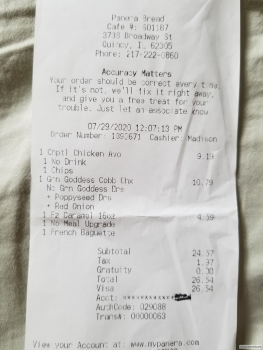 Panera Bread
Cafe #: 601187
3738 Broadway St
Quincy, IL 62305
Phone: 217-222-0860
Accuracy Matters
Your order should be correct every time.
If it's not, we'll fix it right away,
and give you a free treat for your
trouble. Just let an associate know
07/29/2020 12:07:13 PM
Order Number: 1393671 Cashier: Madison
1 Chptl Chicken Avo 9.19
1 No Drink
1 Chips
1 Grn Goddess Cobb Chx 10.79
No Grn Goddess Drs
+ Poppyseed Drs
+ Red Onion
1 Fz Caramel 16oz 4.59
1 No Meal Upgrade
1 French Baguette
Subtotal 24.57
Tax 1.97
Gratuity 0.00
Total 26.54
Visa 26.54
Acct:
AuthCode: 029088
Trans#: 00000063
View your Account at: www.mypanera.com